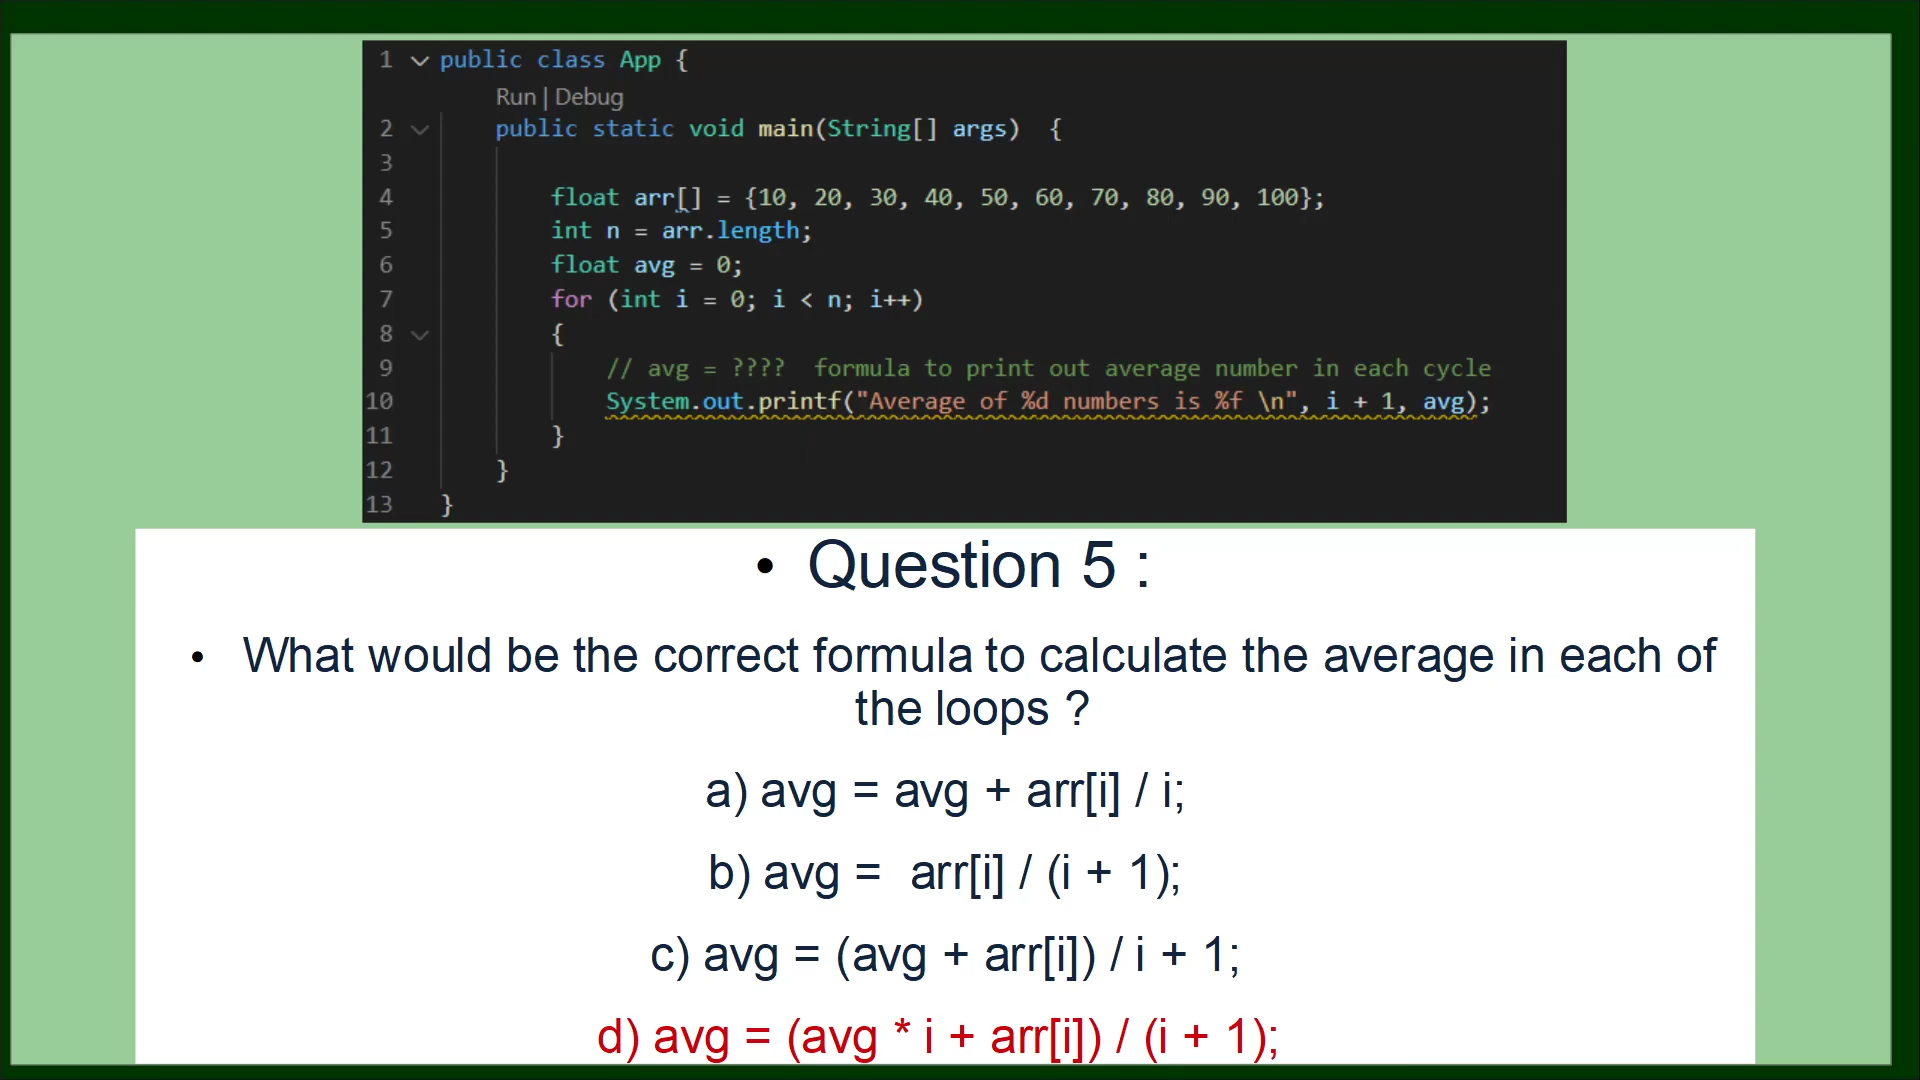 1 public class App {
Run | Debug
2 public static void main(String[] args)  {
3
4 float arr[] = {10, 20, 30, 40, 50, 60, 70, 80, 90, 100};
5 int n = arr.length;
6 float avg = 0;
7 for (int i = 0; i < n; i++)
8 {
9 // avg = ????  formula to print out average number in each cycle
10 System.out.printf("Average of %d numbers is %f \n", i + 1, avg);
11 }
12 }
13 }
• Question 5 :
• What would be the correct formula to calculate the average in each of
the loops ?
a) avg = avg + arr[i] / i;
b) avg =  arr[i] / (i + 1);
c) avg = (avg + arr[i]) / i + 1;
d) avg = (avg * i + arr[i]) / (i + 1);